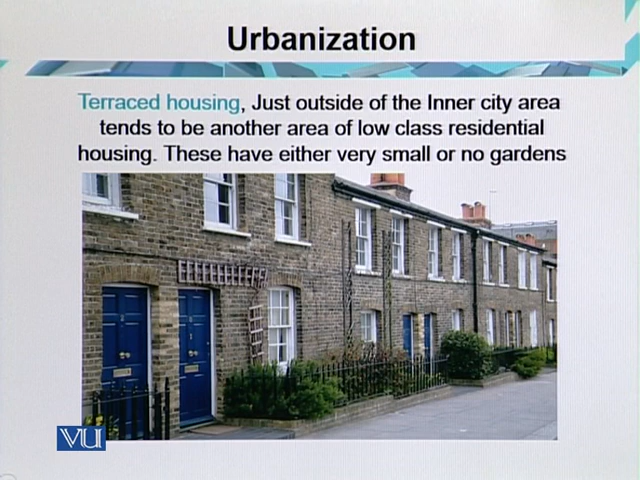 Urbanization
Terraced housing, Just outside of the Inner city area
tends to be another area of low class residential
housing. These have either very small or no gardens
VU